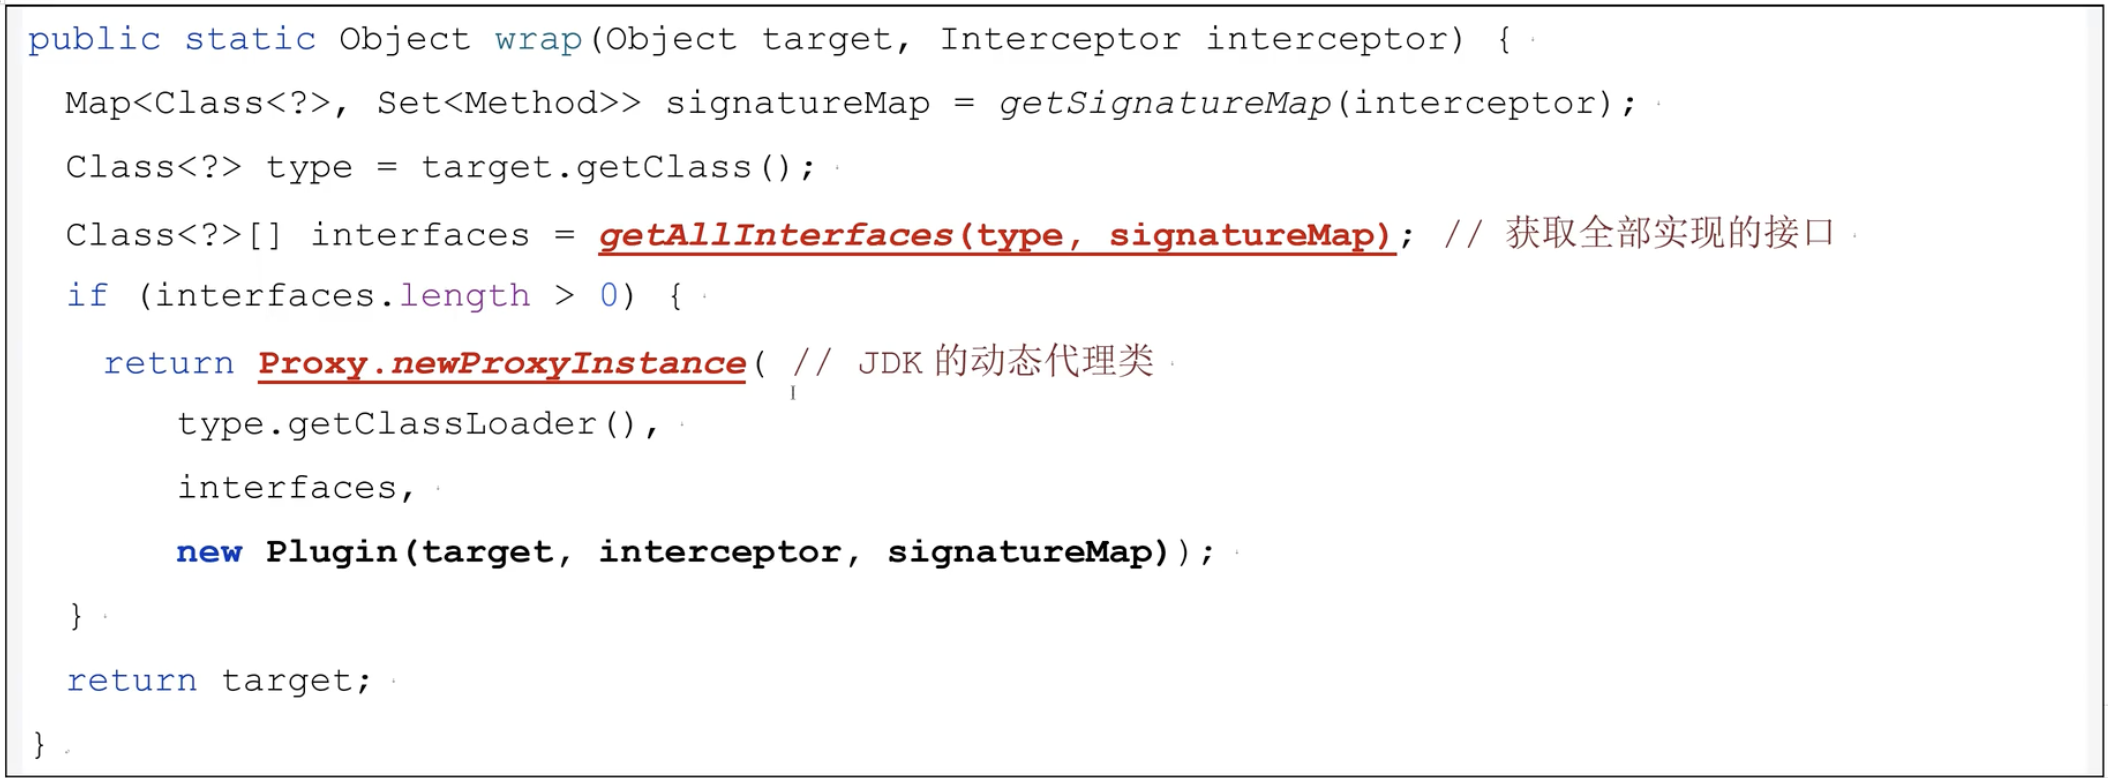 public static Object wrap(Object target, Interceptor interceptor) {
Map<Class<?>, Set<Method>> signatureMap = getSignatureMap(interceptor);
Class<?> type = target.getClass();
Class<?>[] interfaces = getAllInterfaces(type, signatureMap); // 获取全部实现的接口
if (interfaces.length > 0) {
return Proxy.newProxyInstance( // JDK 的动态代理类
type.getClassLoader(),
interfaces,
new Plugin(target, interceptor, signatureMap));
}
return target;
}